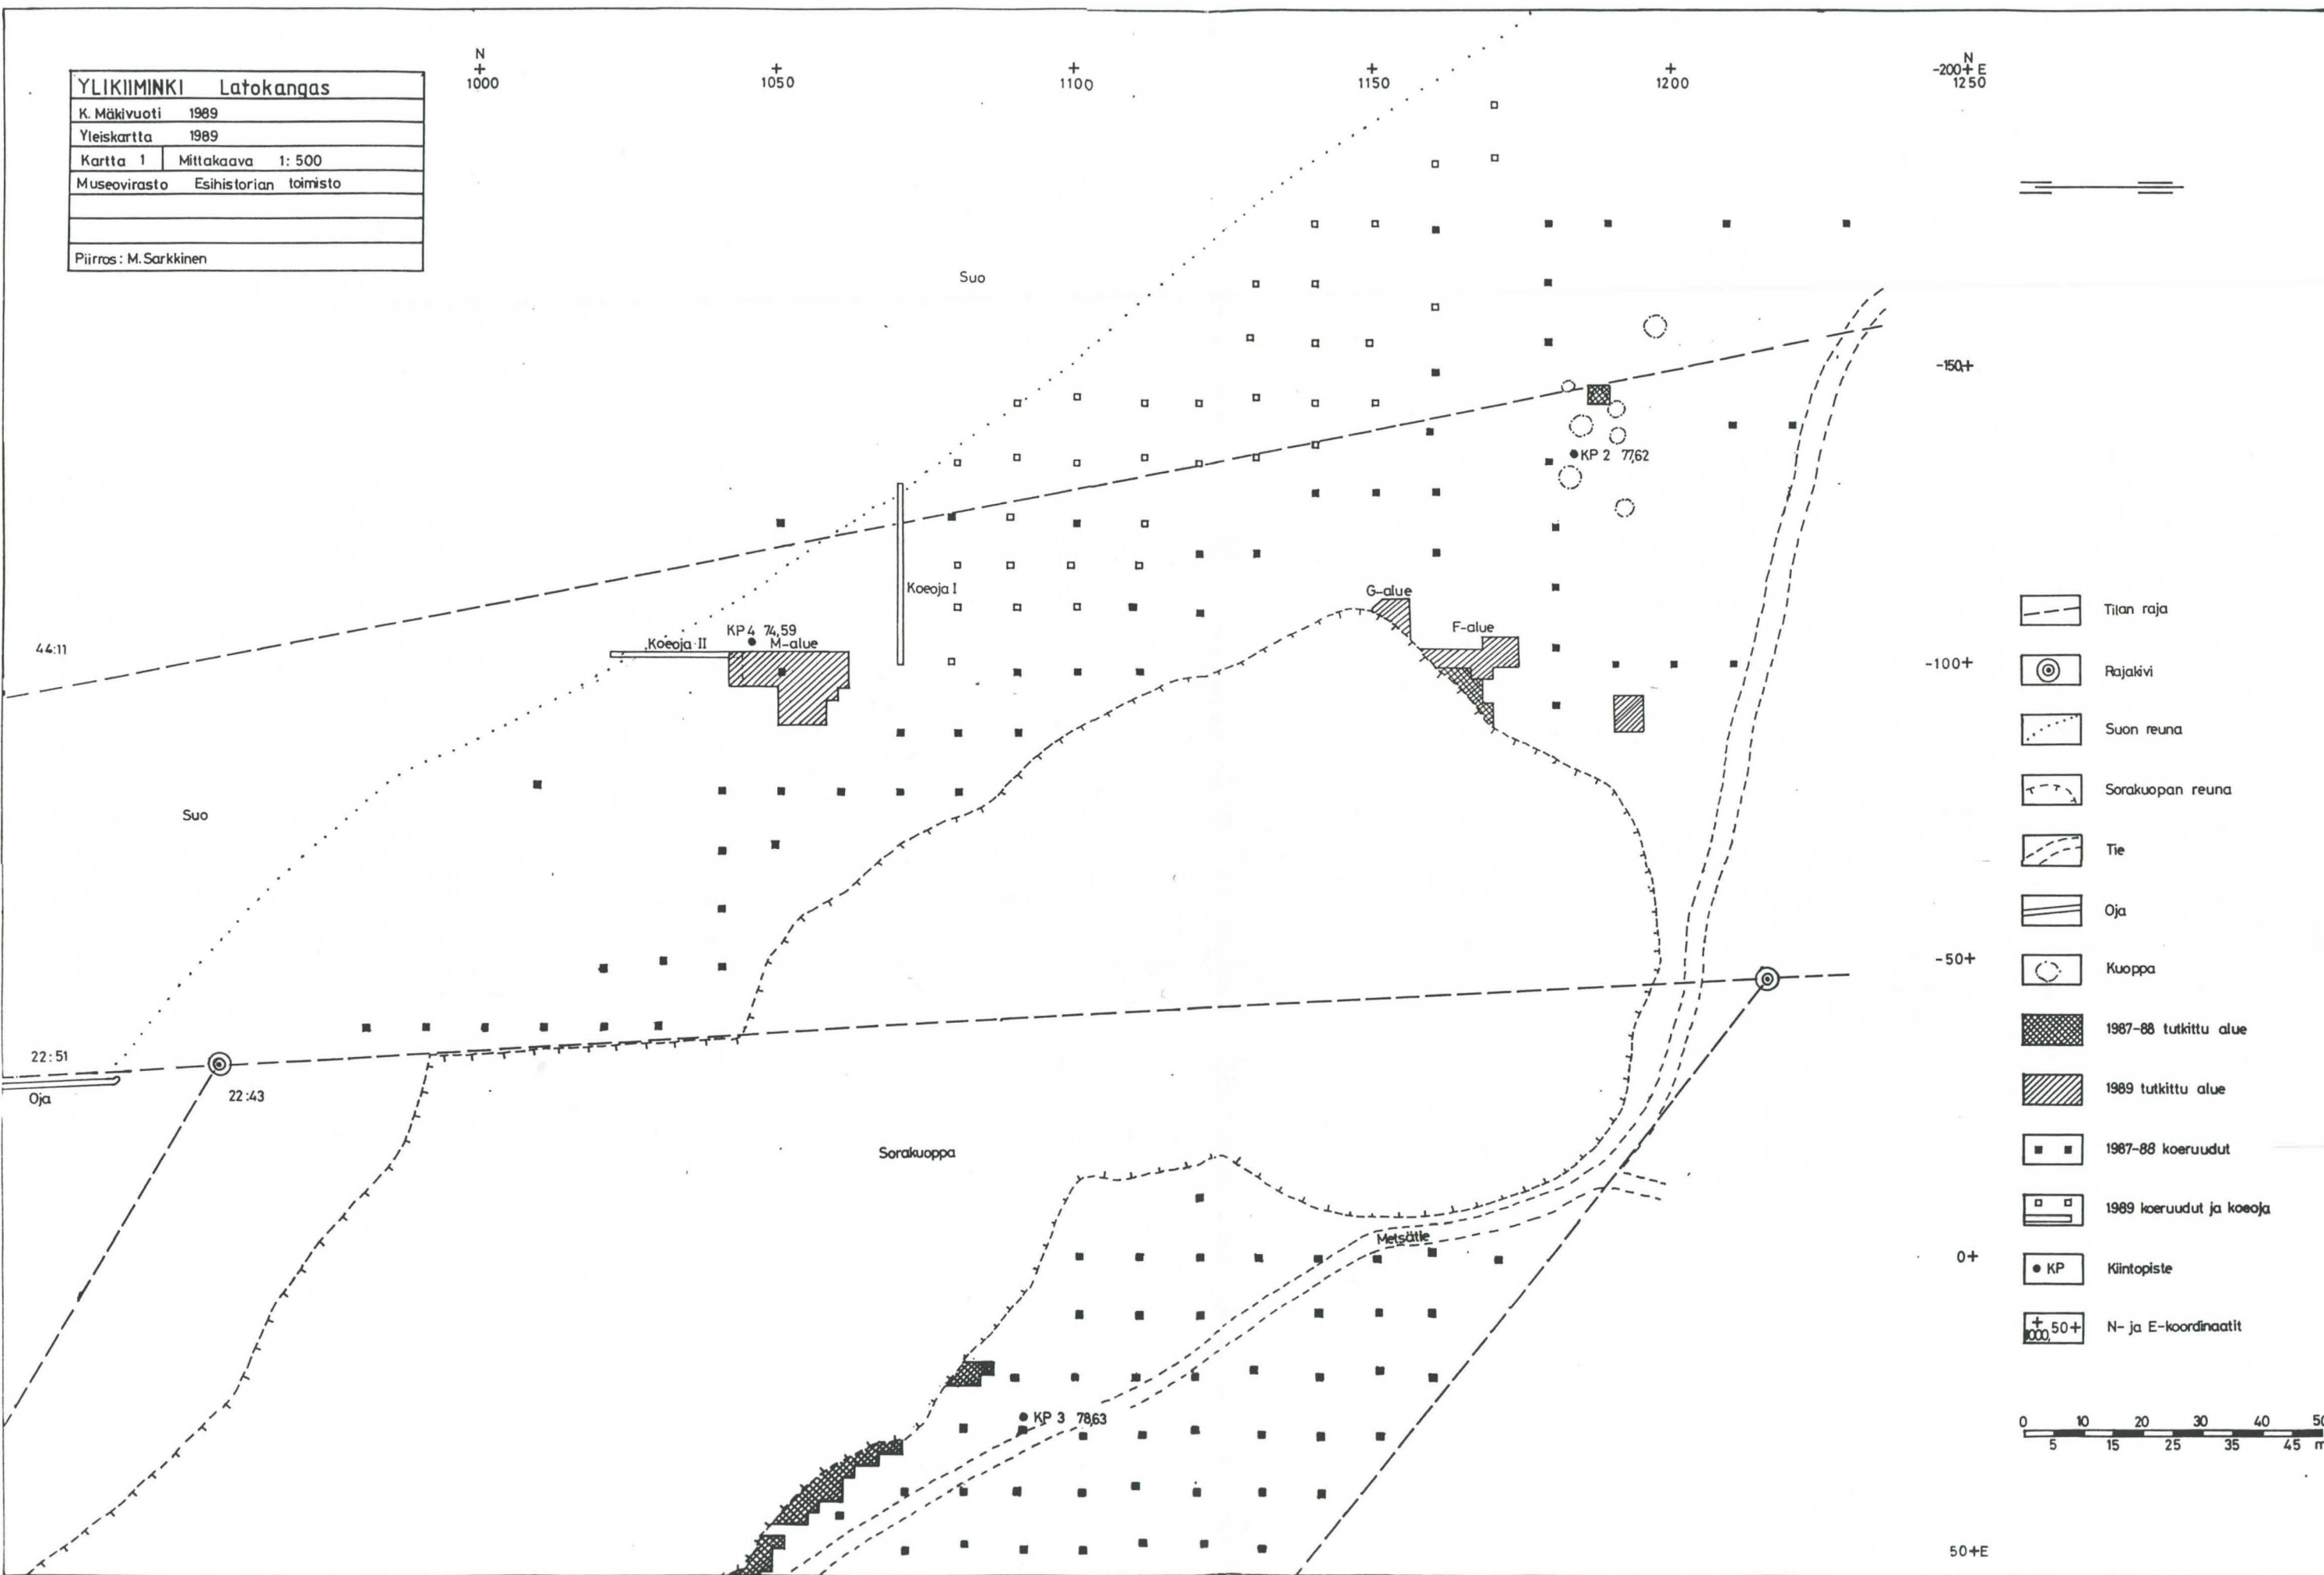 YLIKIIMINKI Latokangas
K. Mäkivuoti 1989
Yleiskartta 1989
Kartta 1 Mittakaava 1: 500
Museovirasto Esihistorian toimisto
Piirros: M. Sarkkinen
N
1000
1050
1100
1150
1200
N
-200+ E
1250
Suo
-150+
KP 2 77,62
Koeoja I
G-alue
F-alue
KP 4 74,59
Koeoja II
M-alue
44:11
-100+
Suo
-50+
22:51
Oja
22:43
Sorakuoppa
Metsätie
0+
KP 3 78,63
50+E
Tilan raja
Rajakivi
Suon reuna
Sorakuopan reuna
Tie
Oja
Kuoppa
1987-88 tutkittu alue
1989 tutkittu alue
1987-88 koeruudut
1989 koeruudut ja koeoja
KP Kiintopiste
1000, 50+ N- ja E-koordinaatit
0 10 20 30 40 50
5 15 25 35 45 m